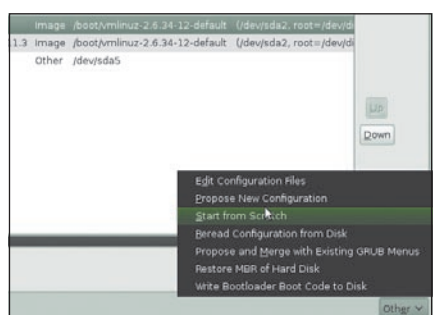 Image /boot/vmlinuz-2.6.34-12-default (/dev/sda2, root=/dev/di
11.3 Image /boot/vmlinuz-2.6.34-12-default (/dev/sda2, root=/dev/di
Other /dev/sda5
Up
Down
Edit Configuration Files
Propose New Configuration
Start from Scratch
Reread Configuration from Disk
Propose and Merge with Existing GRUB Menus
Restore MBR of Hard Disk
Write Bootloader Boot Code to Disk
Other